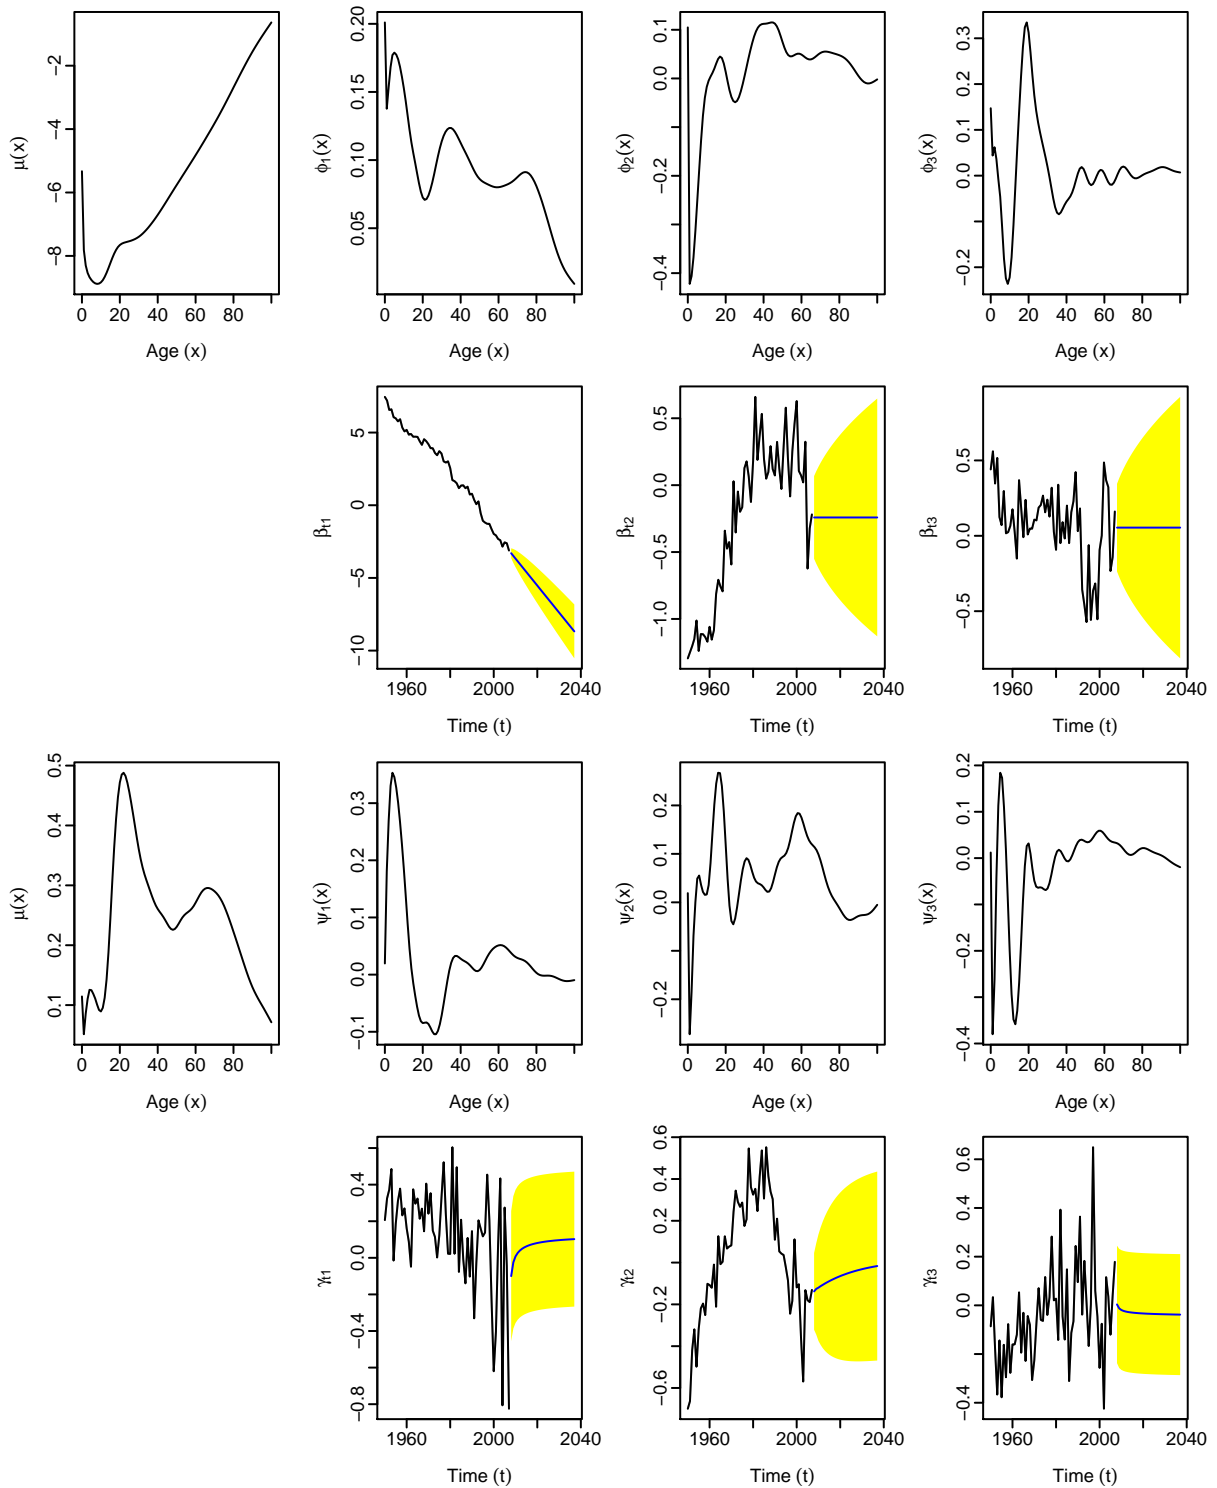 μ(x)
−8 −6 −4 −2
0 20 40 60 80
Age (x)
ϕ1(x)
0.05 0.10 0.15 0.20
0 20 40 60 80
Age (x)
ϕ2(x)
−0.4 −0.2 0.0 0.1
0 20 40 60 80
Age (x)
ϕ3(x)
−0.2 0.0 0.1 0.2 0.3
0 20 40 60 80
Age (x)
βt1
−10 −5 0 5
1960 2000 2040
Time (t)
βt2
−1.0 −0.5 0.0 0.5
1960 2000 2040
Time (t)
βt3
−0.5 0.0 0.5
1960 2000 2040
Time (t)
μ(x)
0.1 0.2 0.3 0.4 0.5
0 20 40 60 80
Age (x)
ψ1(x)
−0.1 0.0 0.1 0.2 0.3
0 20 40 60 80
Age (x)
ψ2(x)
−0.2 0.0 0.1 0.2
0 20 40 60 80
Age (x)
ψ3(x)
−0.4 −0.2 0.0 0.1 0.2
0 20 40 60 80
Age (x)
γt1
−0.8 −0.4 0.0 0.4
1960 2000 2040
Time (t)
γt2
−0.6 −0.2 0.2 0.4 0.6
1960 2000 2040
Time (t)
γt3
−0.4 0.0 0.2 0.4 0.6
1960 2000 2040
Time (t)